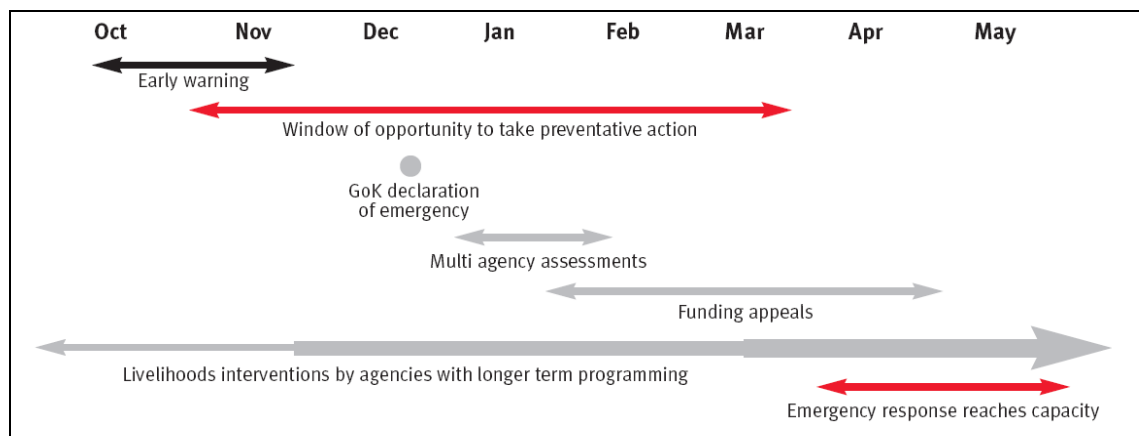 Oct Nov Dec Jan Feb Mar Apr May
Early warning
Window of opportunity to take preventative action
GoK declaration
of emergency
Multi agency assessments
Funding appeals
Livelihoods interventions by agencies with longer term programming
Emergency response reaches capacity